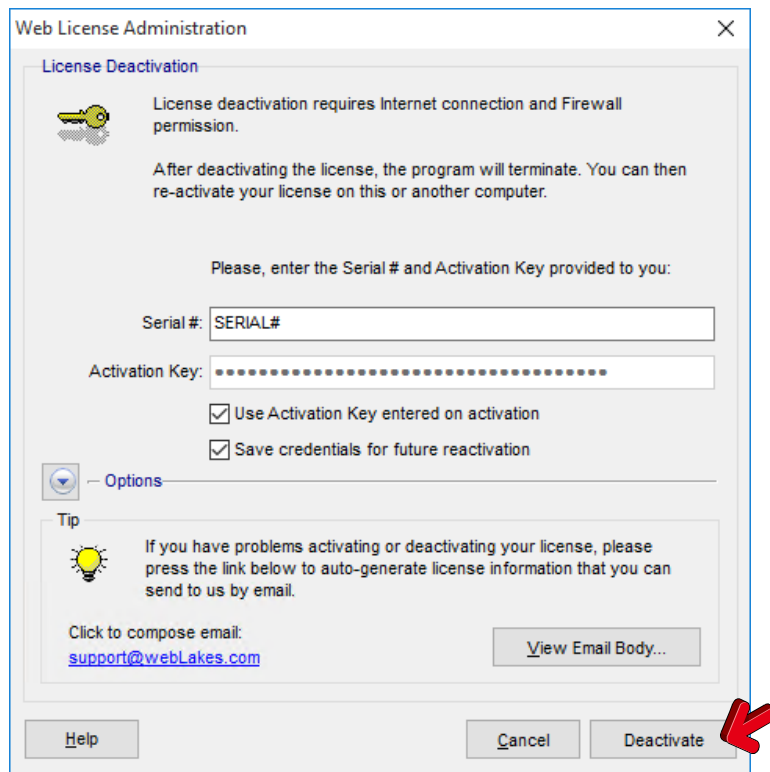 Web License Administration
License Deactivation
License deactivation requires Internet connection and Firewall
permission.
After deactivating the license, the program will terminate. You can then
re-activate your license on this or another computer.
Please, enter the Serial # and Activation Key provided to you:
Serial #: SERIAL#
Activation Key: ••••••••••••••••••••••••••••••••••••
Use Activation Key entered on activation
Save credentials for future reactivation
Options
Tip
If you have problems activating or deactivating your license, please
press the link below to auto-generate license information that you can
send to us by email.
Click to compose email:
support@webLakes.com
View Email Body...
Help Cancel Deactivate